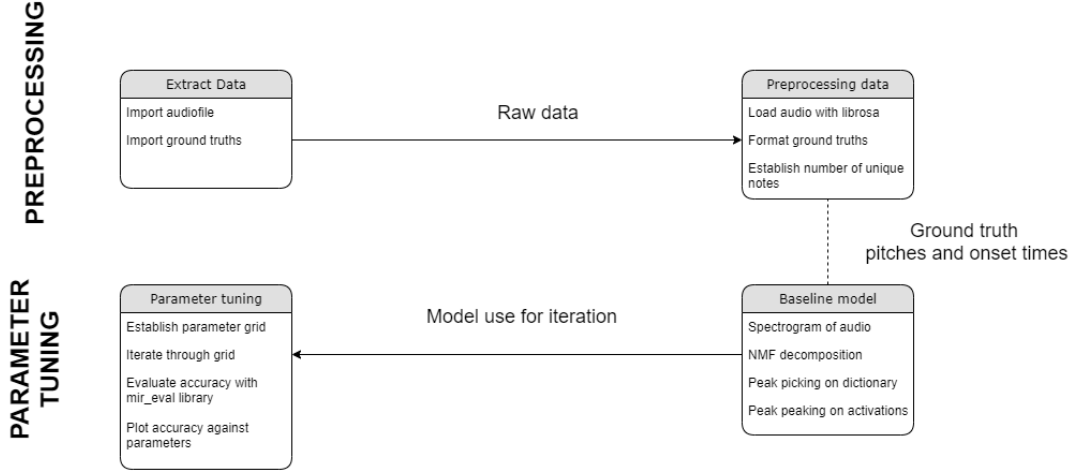 PREPROCESSING
Extract Data
Import audiofile
Import ground truths
Raw data
Preprocessing data
Load audio with librosa
Format ground truths
Establish number of unique
notes
Ground truth
pitches and onset times
PARAMETER
TUNING
Parameter tuning
Establish parameter grid
Iterate through grid
Evaluate accuracy with
mir_eval library
Plot accuracy against
parameters
Model use for iteration
Baseline model
Spectrogram of audio
NMF decomposition
Peak picking on dictionary
Peak peaking on activations